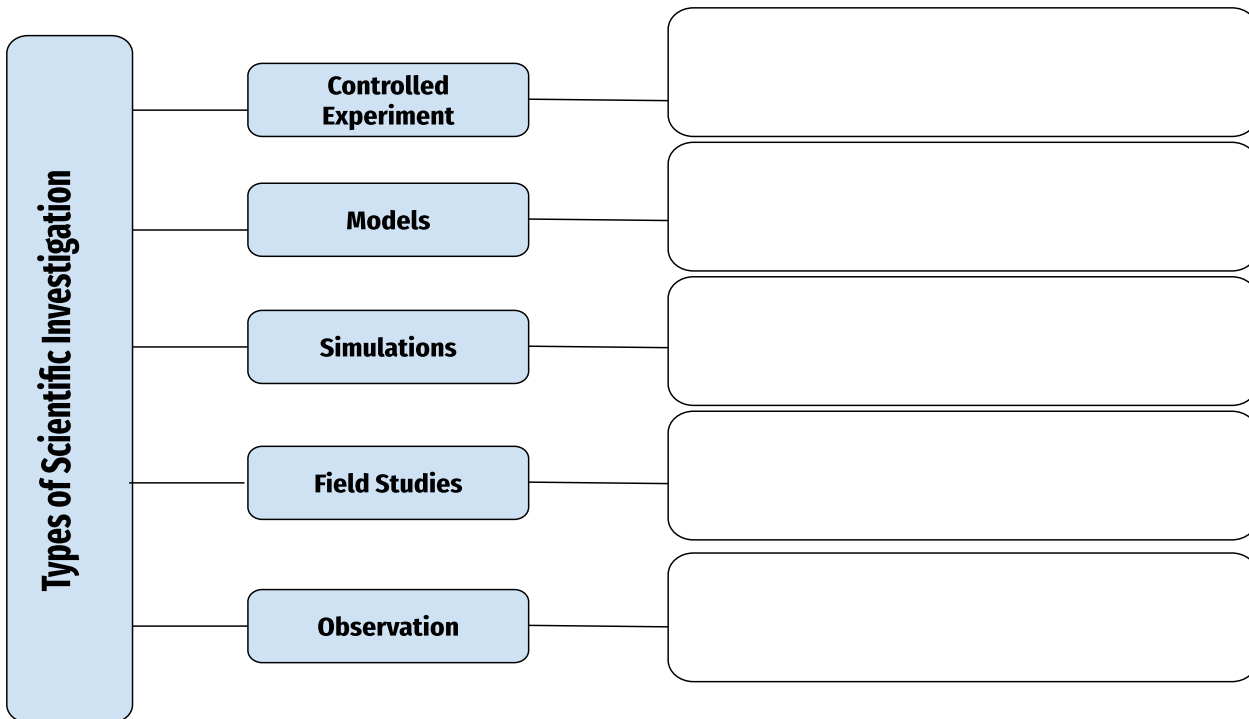 Types of Scientific Investigation
Controlled
Experiment
Models
Simulations
Field Studies
Observation